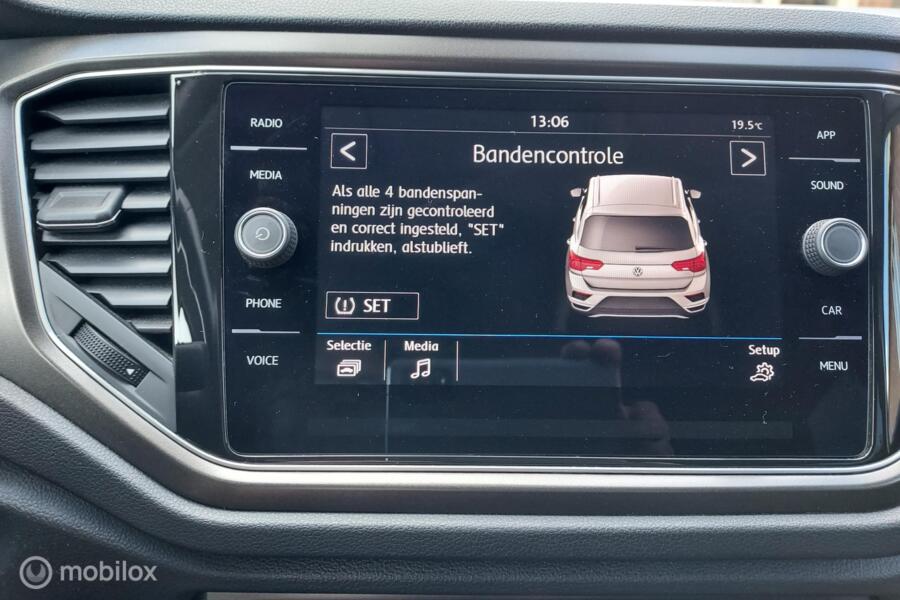 13:06
19.5°C
Bandencontrole
Als alle 4 bandenspan-
ningen zijn gecontroleerd
en correct ingesteld, "SET"
indrukken, alstublieft.
SET
Selectie
Media
Setup
RADIO
MEDIA
PHONE
VOICE
APP
SOUND
CAR
MENU
mobilox